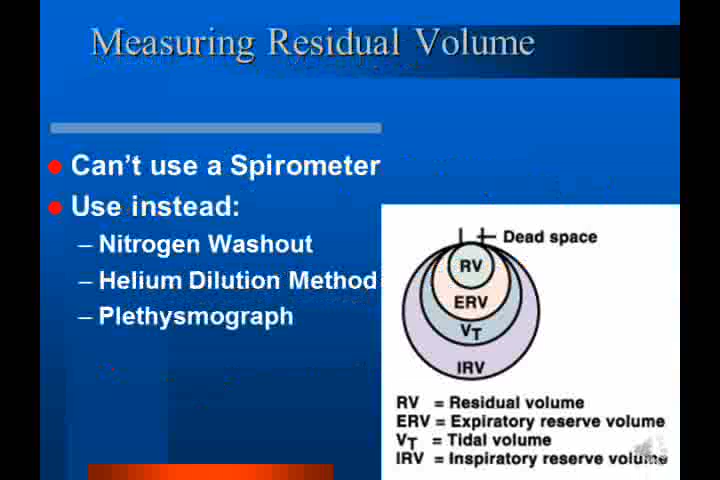 Measuring Residual Volume
Can't use a Spirometer
Use instead:
– Nitrogen Washout
– Helium Dilution Method
– Plethysmograph
Dead space
RV
ERV
VT
IRV
RV = Residual volume
ERV = Expiratory reserve volume
VT = Tidal volume
IRV = Inspiratory reserve volume